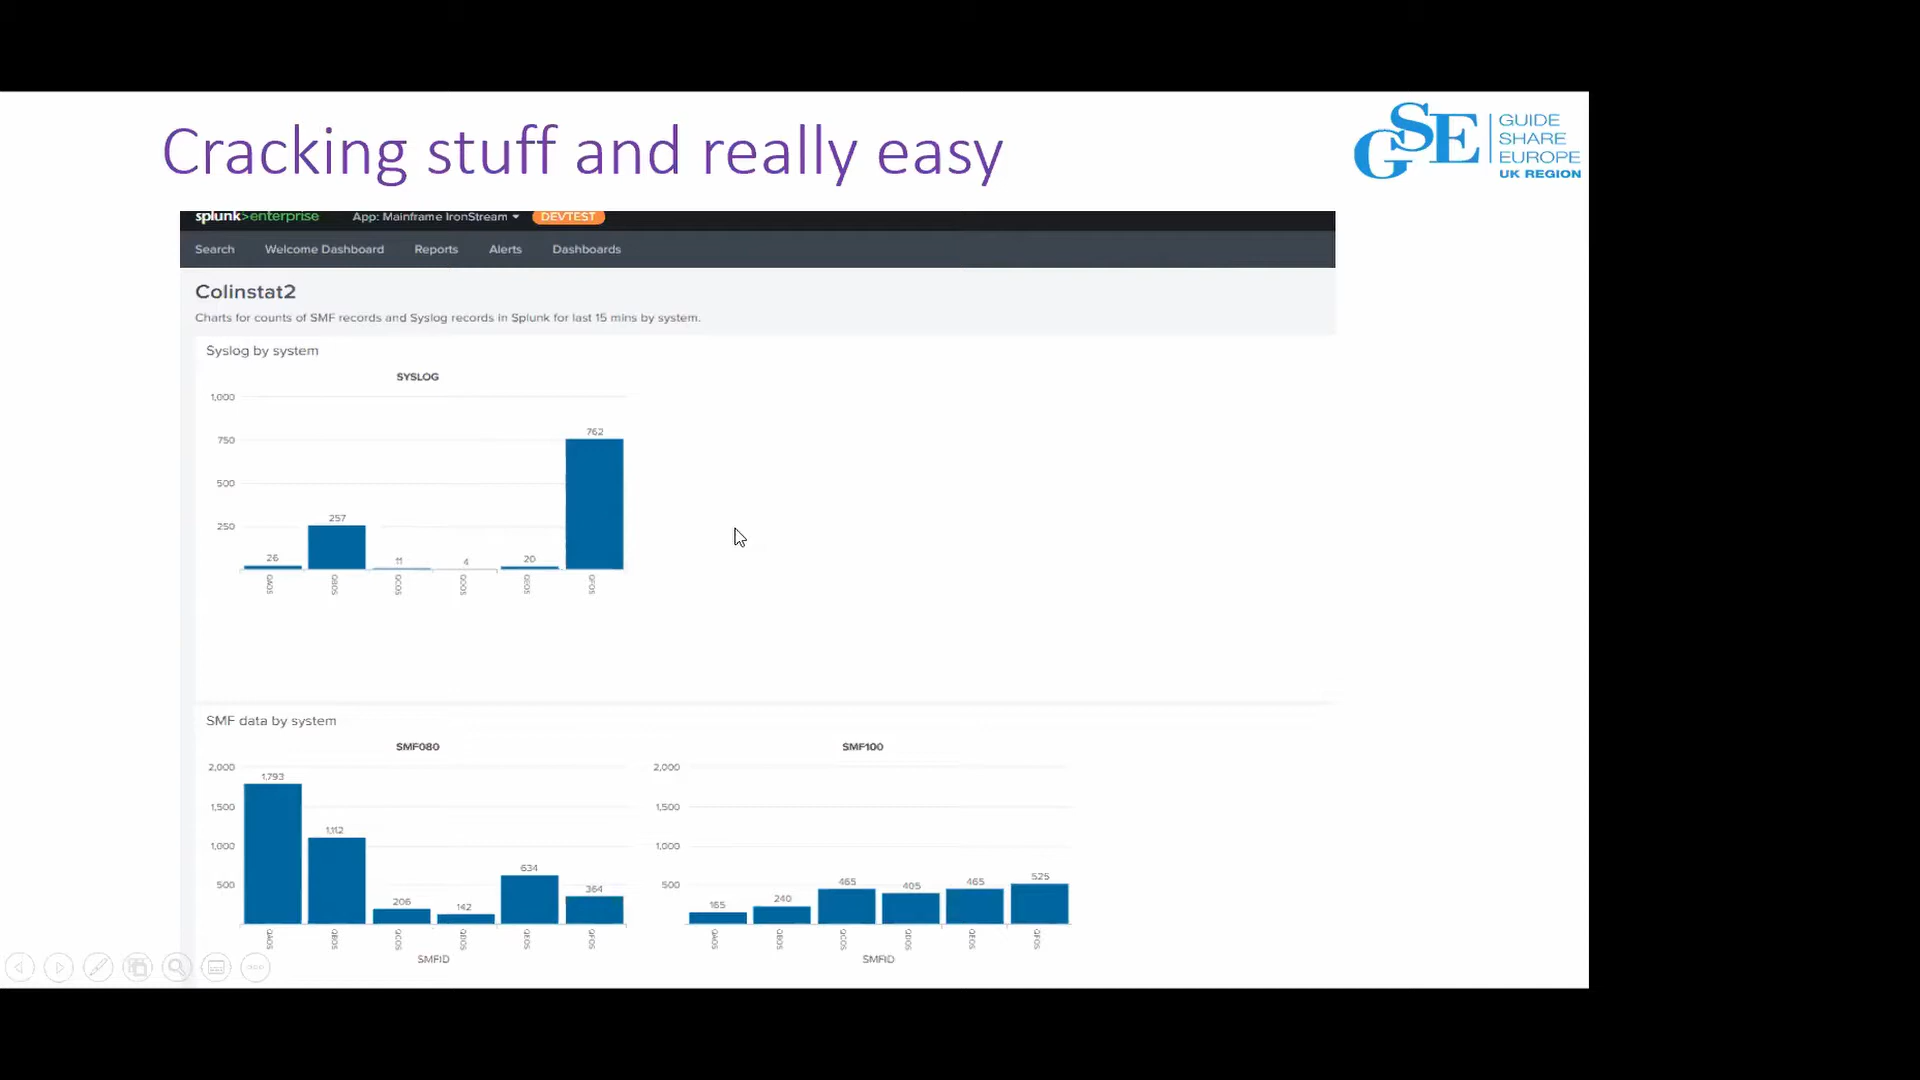 Cracking stuff and really easy
GSE
GUIDE
SHARE
EUROPE
UK REGION
splunk>enterprise App: Mainframe IronStream DEVTEST
Search Welcome Dashboard Reports Alerts Dashboards
Colinstat2
Charts for counts of SMF records and Syslog records in Splunk for last 15 mins by system.
Syslog by system
SYSLOG
1,000
750
500
250
26 257 11 4 20 762
SMF data by system
SMF080
2,000
1,500
1,000
500
1,793 1,112 206 142 634 364
SMFID
SMF100
2,000
1,500
1,000
500
165 240 465 405 465 525
SMFID